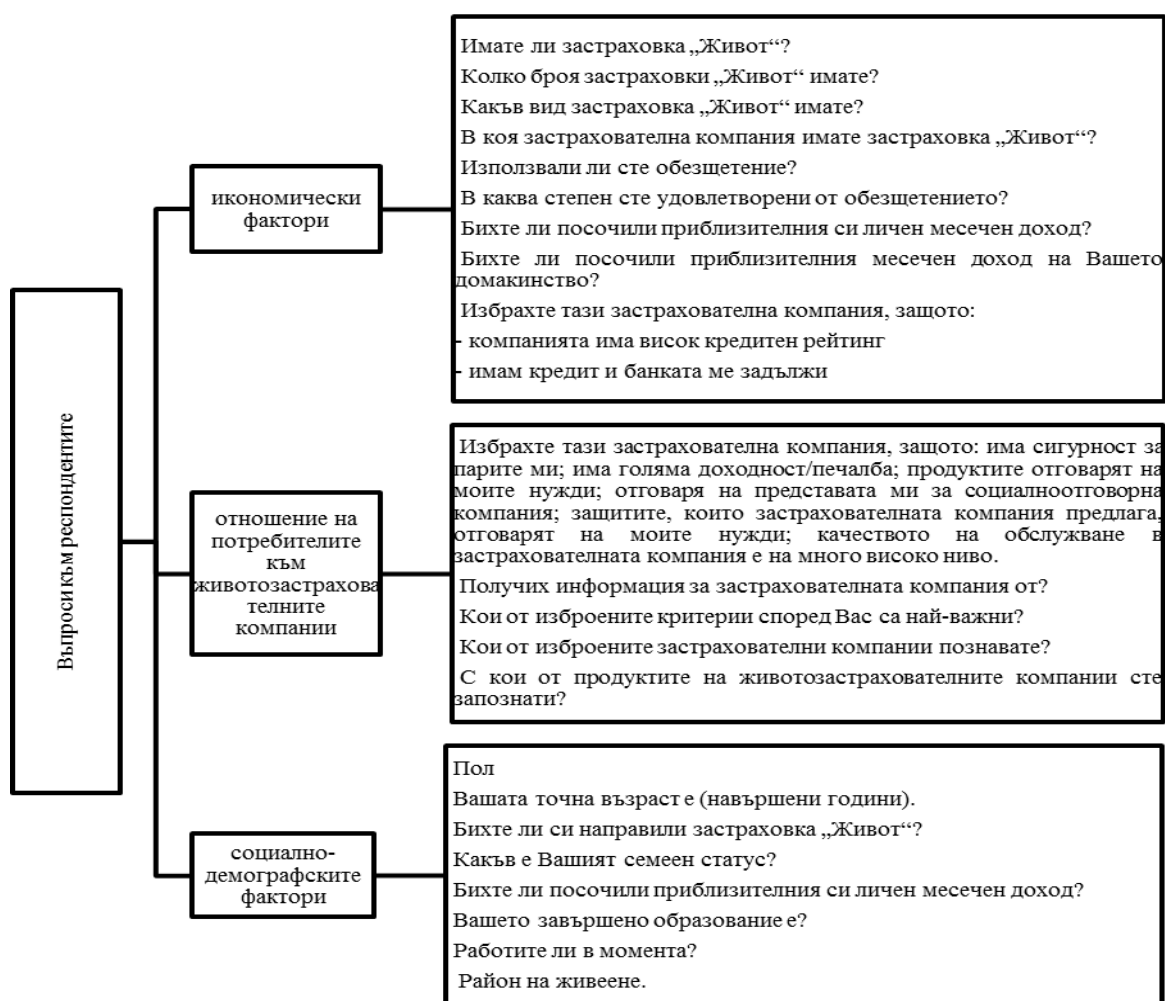 Въпроси към респондентите
икономически
фактори
Имате ли застраховка „Живот“?
Колко броя застраховки „Живот“ имате?
Какъв вид застраховка „Живот“ имате?
В коя застрахователна компания имате застраховка „Живот“?
Използвали ли сте обезщетение?
В каква степен сте удовлетворени от обезщетението?
Бихте ли посочили приблизителния си личен месечен доход?
Бихте ли посочили приблизителния месечен доход на Вашето
домакинство?
Избрахте тази застрахователна компания, защото:
- компанията има висок кредитен рейтинг
- имам кредит и банката ме задължи
отношение на
потребителите
към
животозастрахова
телните
компании
Избрахте тази застрахователна компания, защото: има сигурност за
парите ми; има голяма доходност/печалба; продуктите отговарят на
моите нужди; отговаря на представата ми за социалноотговорна
компания; защитите, които застрахователната компания предлага,
отговарят на моите нужди; качеството на обслужване в
застрахователната компания е на много високо ниво.
Получих информация за застрахователната компания от?
Кои от изброените критерии според Вас са най-важни?
Кои от изброените застрахователни компании познавате?
С кои от продуктите на животозастрахователните компании сте
запознати?
социално-
демографските
фактори
Пол
Вашата точна възраст е (навършени години).
Бихте ли си направили застраховка „Живот“?
Какъв е Вашият семеен статус?
Бихте ли посочили приблизителния си личен месечен доход?
Вашето завършено образование е?
Работите ли в момента?
Район на живеене.